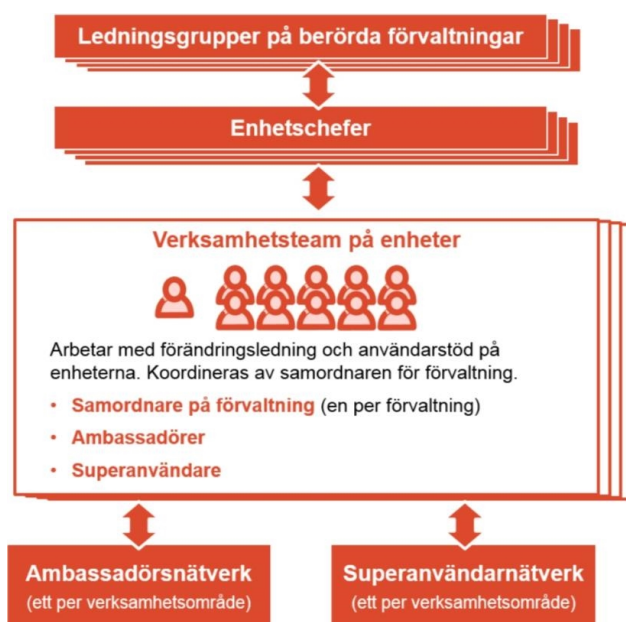 Ledningsgrupper på berörda förvaltningar
Enhetschefer
Verksamhetsteam på enheter
Arbetar med förändringsledning och användarstöd på
enheterna. Koordineras av samordnaren för förvaltning.
• Samordnare på förvaltning (en per förvaltning)
• Ambassadörer
• Superanvändare
Ambassadörsnätverk
(ett per verksamhetsområde)
Superanvändarnätverk
(ett per verksamhetsområde)